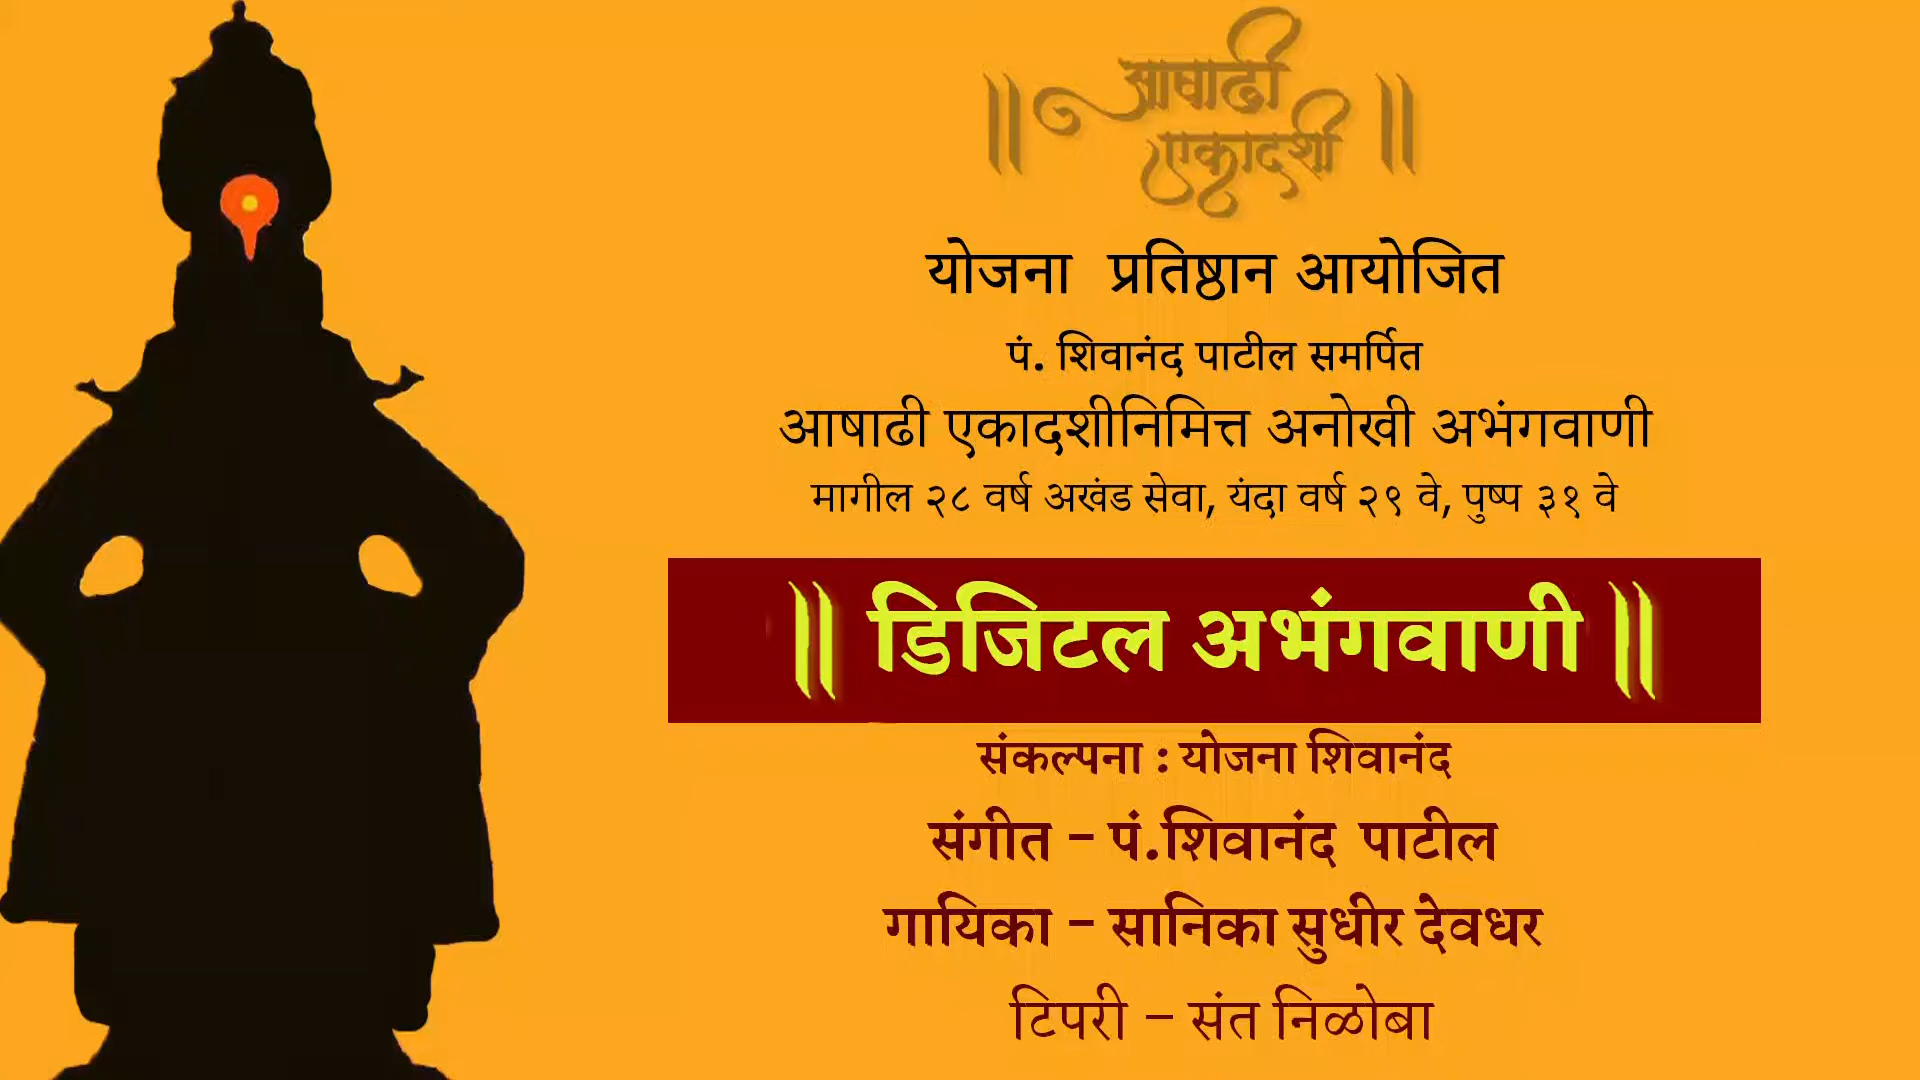 || आषाढी
एकादशी ||
योजना प्रतिष्ठान आयोजित
पं. शिवानंद पाटील समर्पित
आषाढी एकादशीनिमित्त अनोखी अभंगवाणी
मागील २८ वर्ष अखंड सेवा, यंदा वर्ष २९ वे, पुष्प ३१ वे
|| डिजिटल अभंगवाणी ||
संकल्पना : योजना शिवानंद
संगीत – पं.शिवानंद पाटील
गायिका – सानिका सुधीर देवधर
टिपरी – संत निळोबा